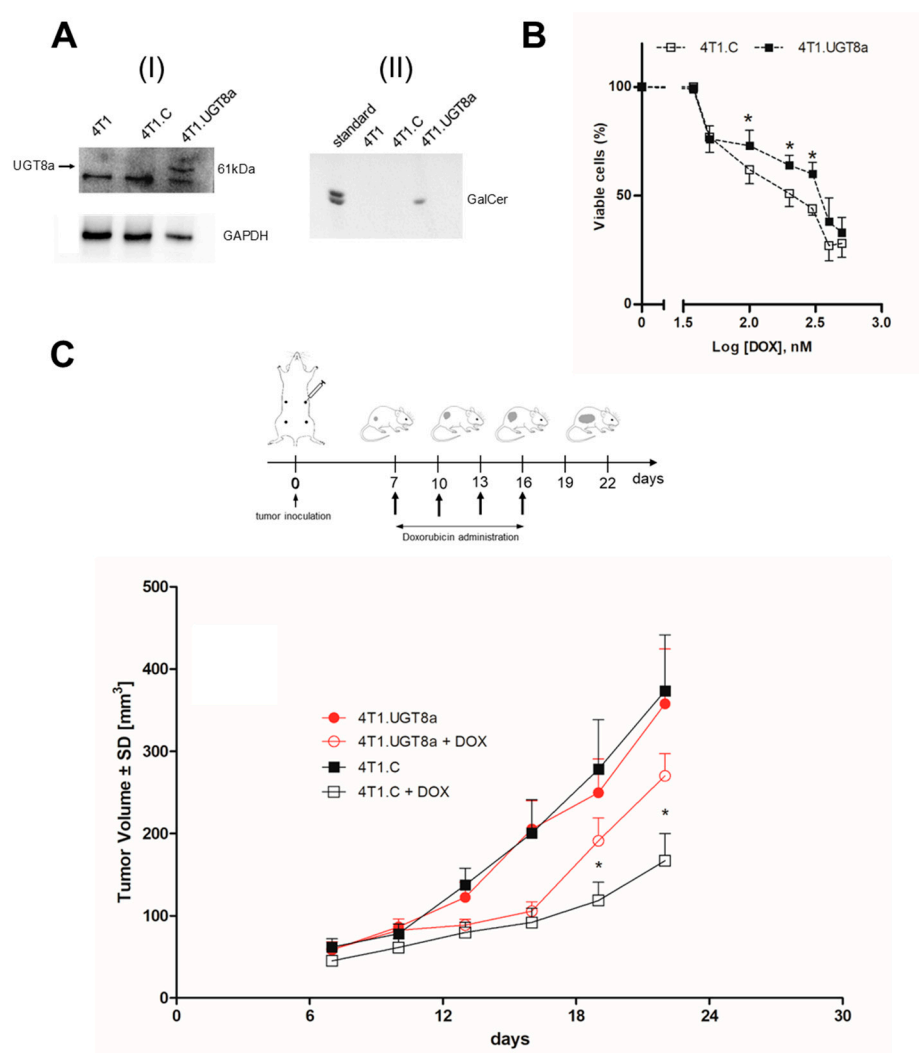 A
(I)
(II)
4T1
4T1.C
4T1.UGT8a
UGT8a
61kDa
GAPDH
standard
4T1
4T1.C
4T1.UGT8a
GalCer
B
4T1.C
4T1.UGT8a
Viable cells (%)
100
50
0
*
*
*
0
1.5
2.0
2.5
3.0
Log [DOX], nM
C
0
7
10
13
16
19
22
days
tumor inoculation
Doxorubicin administration
Tumor Volume ± SD [mm³]
500
400
300
200
100
0
4T1.UGT8a
4T1.UGT8a + DOX
4T1.C
4T1.C + DOX
*
*
0
6
12
18
24
30
days